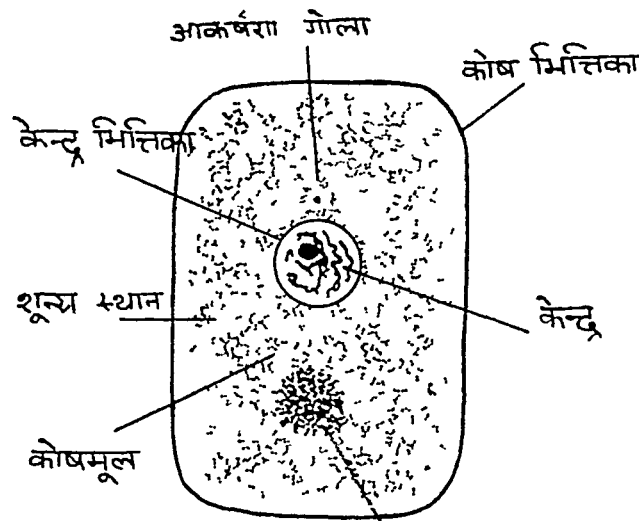 आकर्षण गोला
कोष भित्तिका
केन्द्र भित्तिका
शून्य स्थान
केन्द्र
कोषमूल